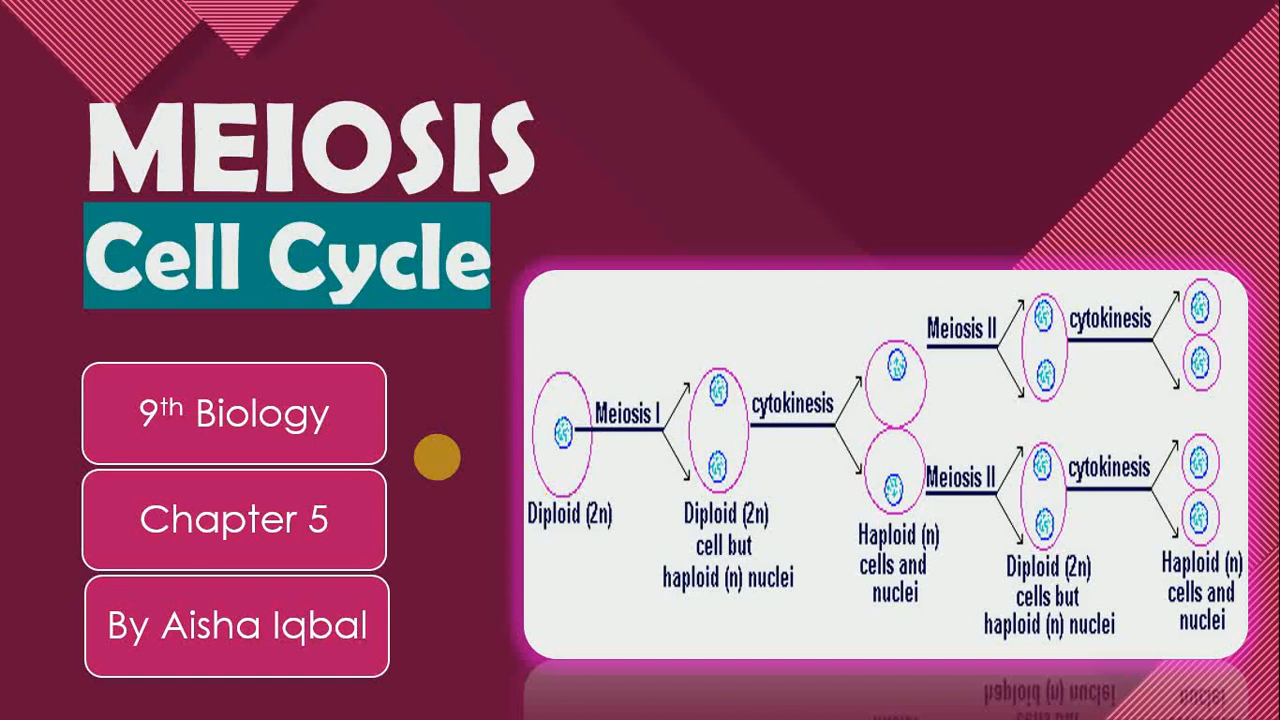 MEIOSIS
Cell Cycle
9th Biology
Chapter 5
By Aisha Iqbal
Diploid (2n)
Meiosis I
Diploid (2n)
cell but
haploid (n) nuclei
cytokinesis
Haploid (n)
cells and
nuclei
Meiosis II
Meiosis II
Diploid (2n)
cells but
haploid (n) nuclei
cytokinesis
cytokinesis
Haploid (n)
cells and
nuclei